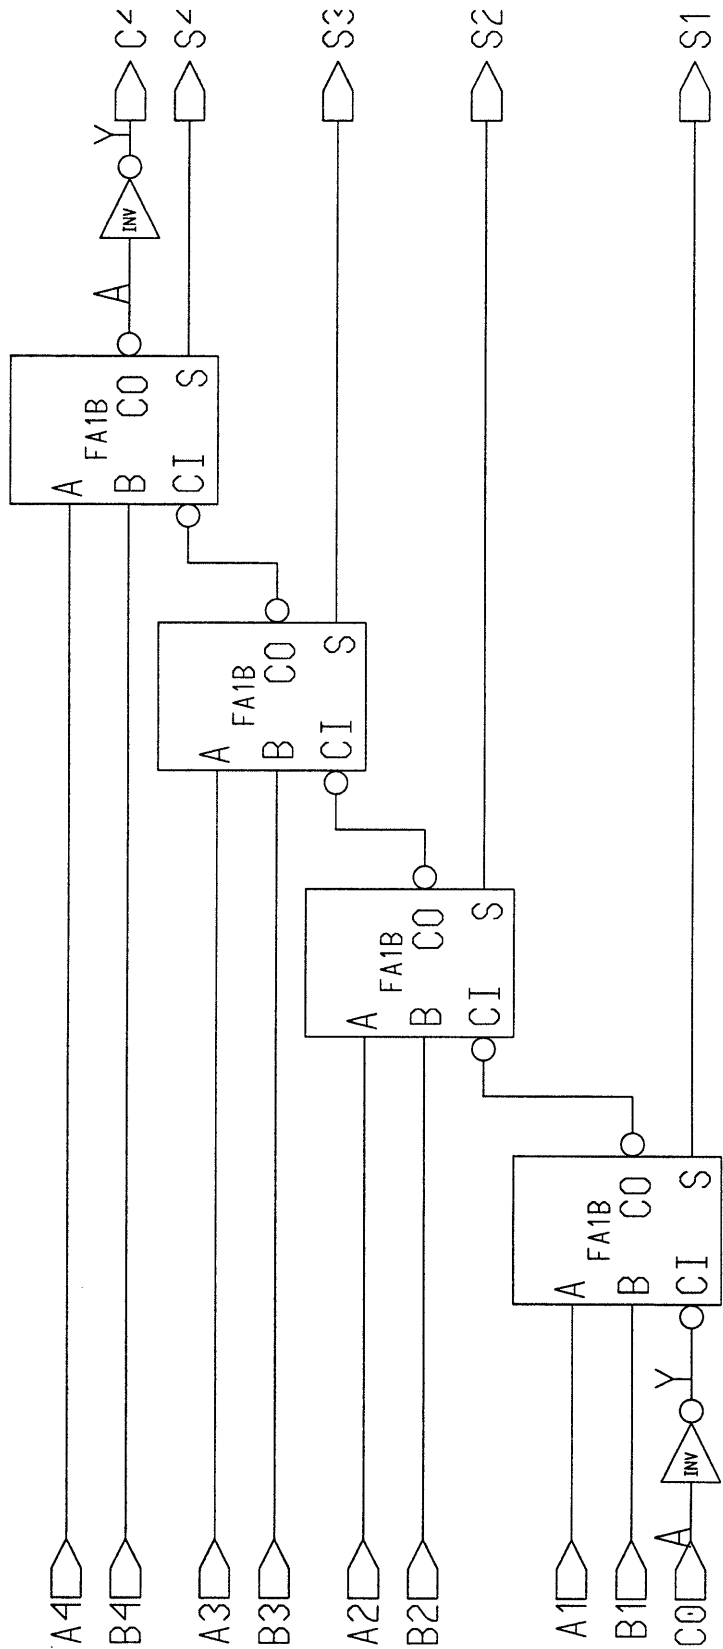 C4
S4
S3
S2
S1
Y
INV
A
FA1B
A
B
CI
CO
S
FA1B
A
B
CI
CO
S
FA1B
A
B
CI
CO
S
FA1B
A
B
CI
CO
S
Y
INV
A
A4
B4
A3
B3
A2
B2
A1
B1
C0